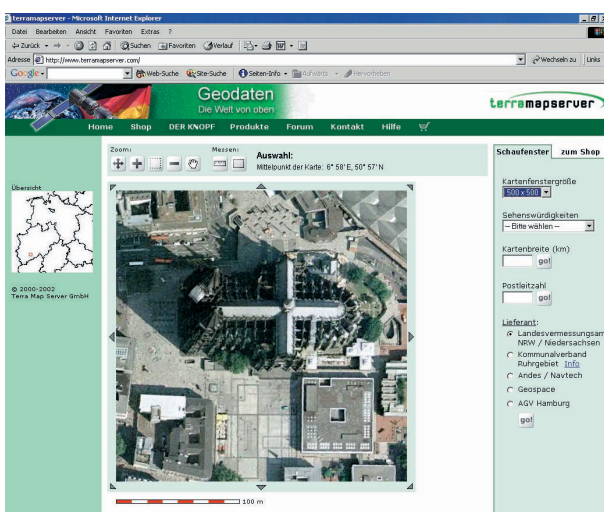 terramapserver - Microsoft Internet Explorer
Datei Bearbeiten Ansicht Favoriten Extras ?
Zurück Suchen Favoriten Verlauf
Adresse http://www.terramapserver.com/ Wechseln zu Links
Google Web-Suche Site-Suche Seiten-Info Aufwärts Hervorheben
Geodaten
Die Welt von oben
terramapserver
Home Shop DER KNOPF Produkte Forum Kontakt Hilfe
Zoom: Messen:
Auswahl:
Mittelpunkt der Karte: 6° 58' E, 50° 57' N
Übersicht
© 2000-2002
Terra Map Server GmbH
100 m
Schaufenster zum Shop
Kartenfenstergröße
500 x 500
Sehenswürdigkeiten
-- Bitte wählen --
Kartenbreite (km)
go!
Postleitzahl
go!
Lieferant:
Landesvermessungsam
NRW / Niedersachsen
Kommunalverband
Ruhrgebiet Info
Andes / Navtech
Geospace
AGV Hamburg
go!